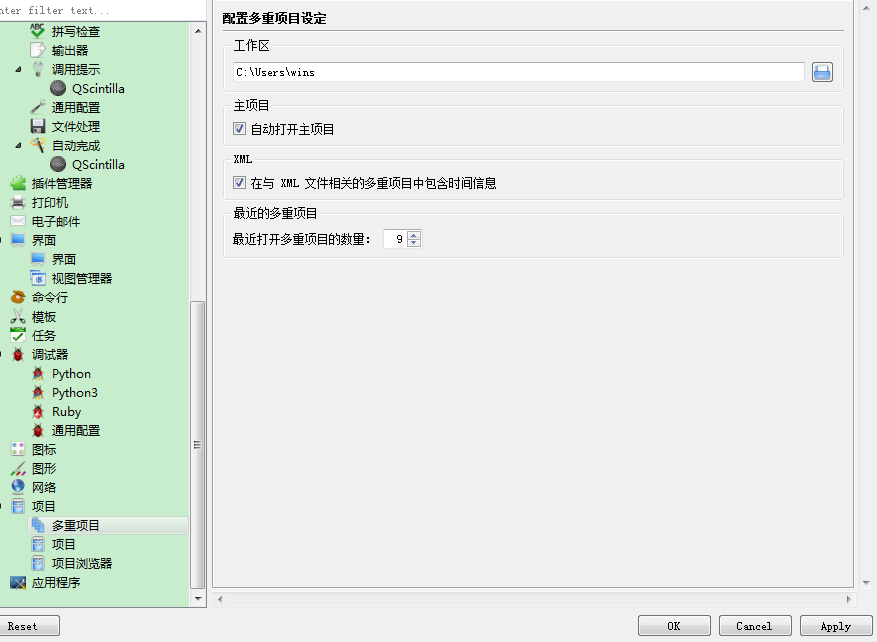 nter filter text...
拼写检查
输出器
调用提示
QScintilla
通用配置
文件处理
自动完成
QScintilla
插件管理器
打印机
电子邮件
界面
界面
视图管理器
命令行
模板
任务
调试器
Python
Python3
Ruby
通用配置
图标
图形
网络
项目
多重项目
项目
项目浏览器
应用程序
配置多重项目设定
工作区
C:\Users\wins
主项目
自动打开主项目
XML
在与 XML 文件相关的多重项目中包含时间信息
最近的多重项目
最近打开多重项目的数量: 9
Reset
OK
Cancel
Apply